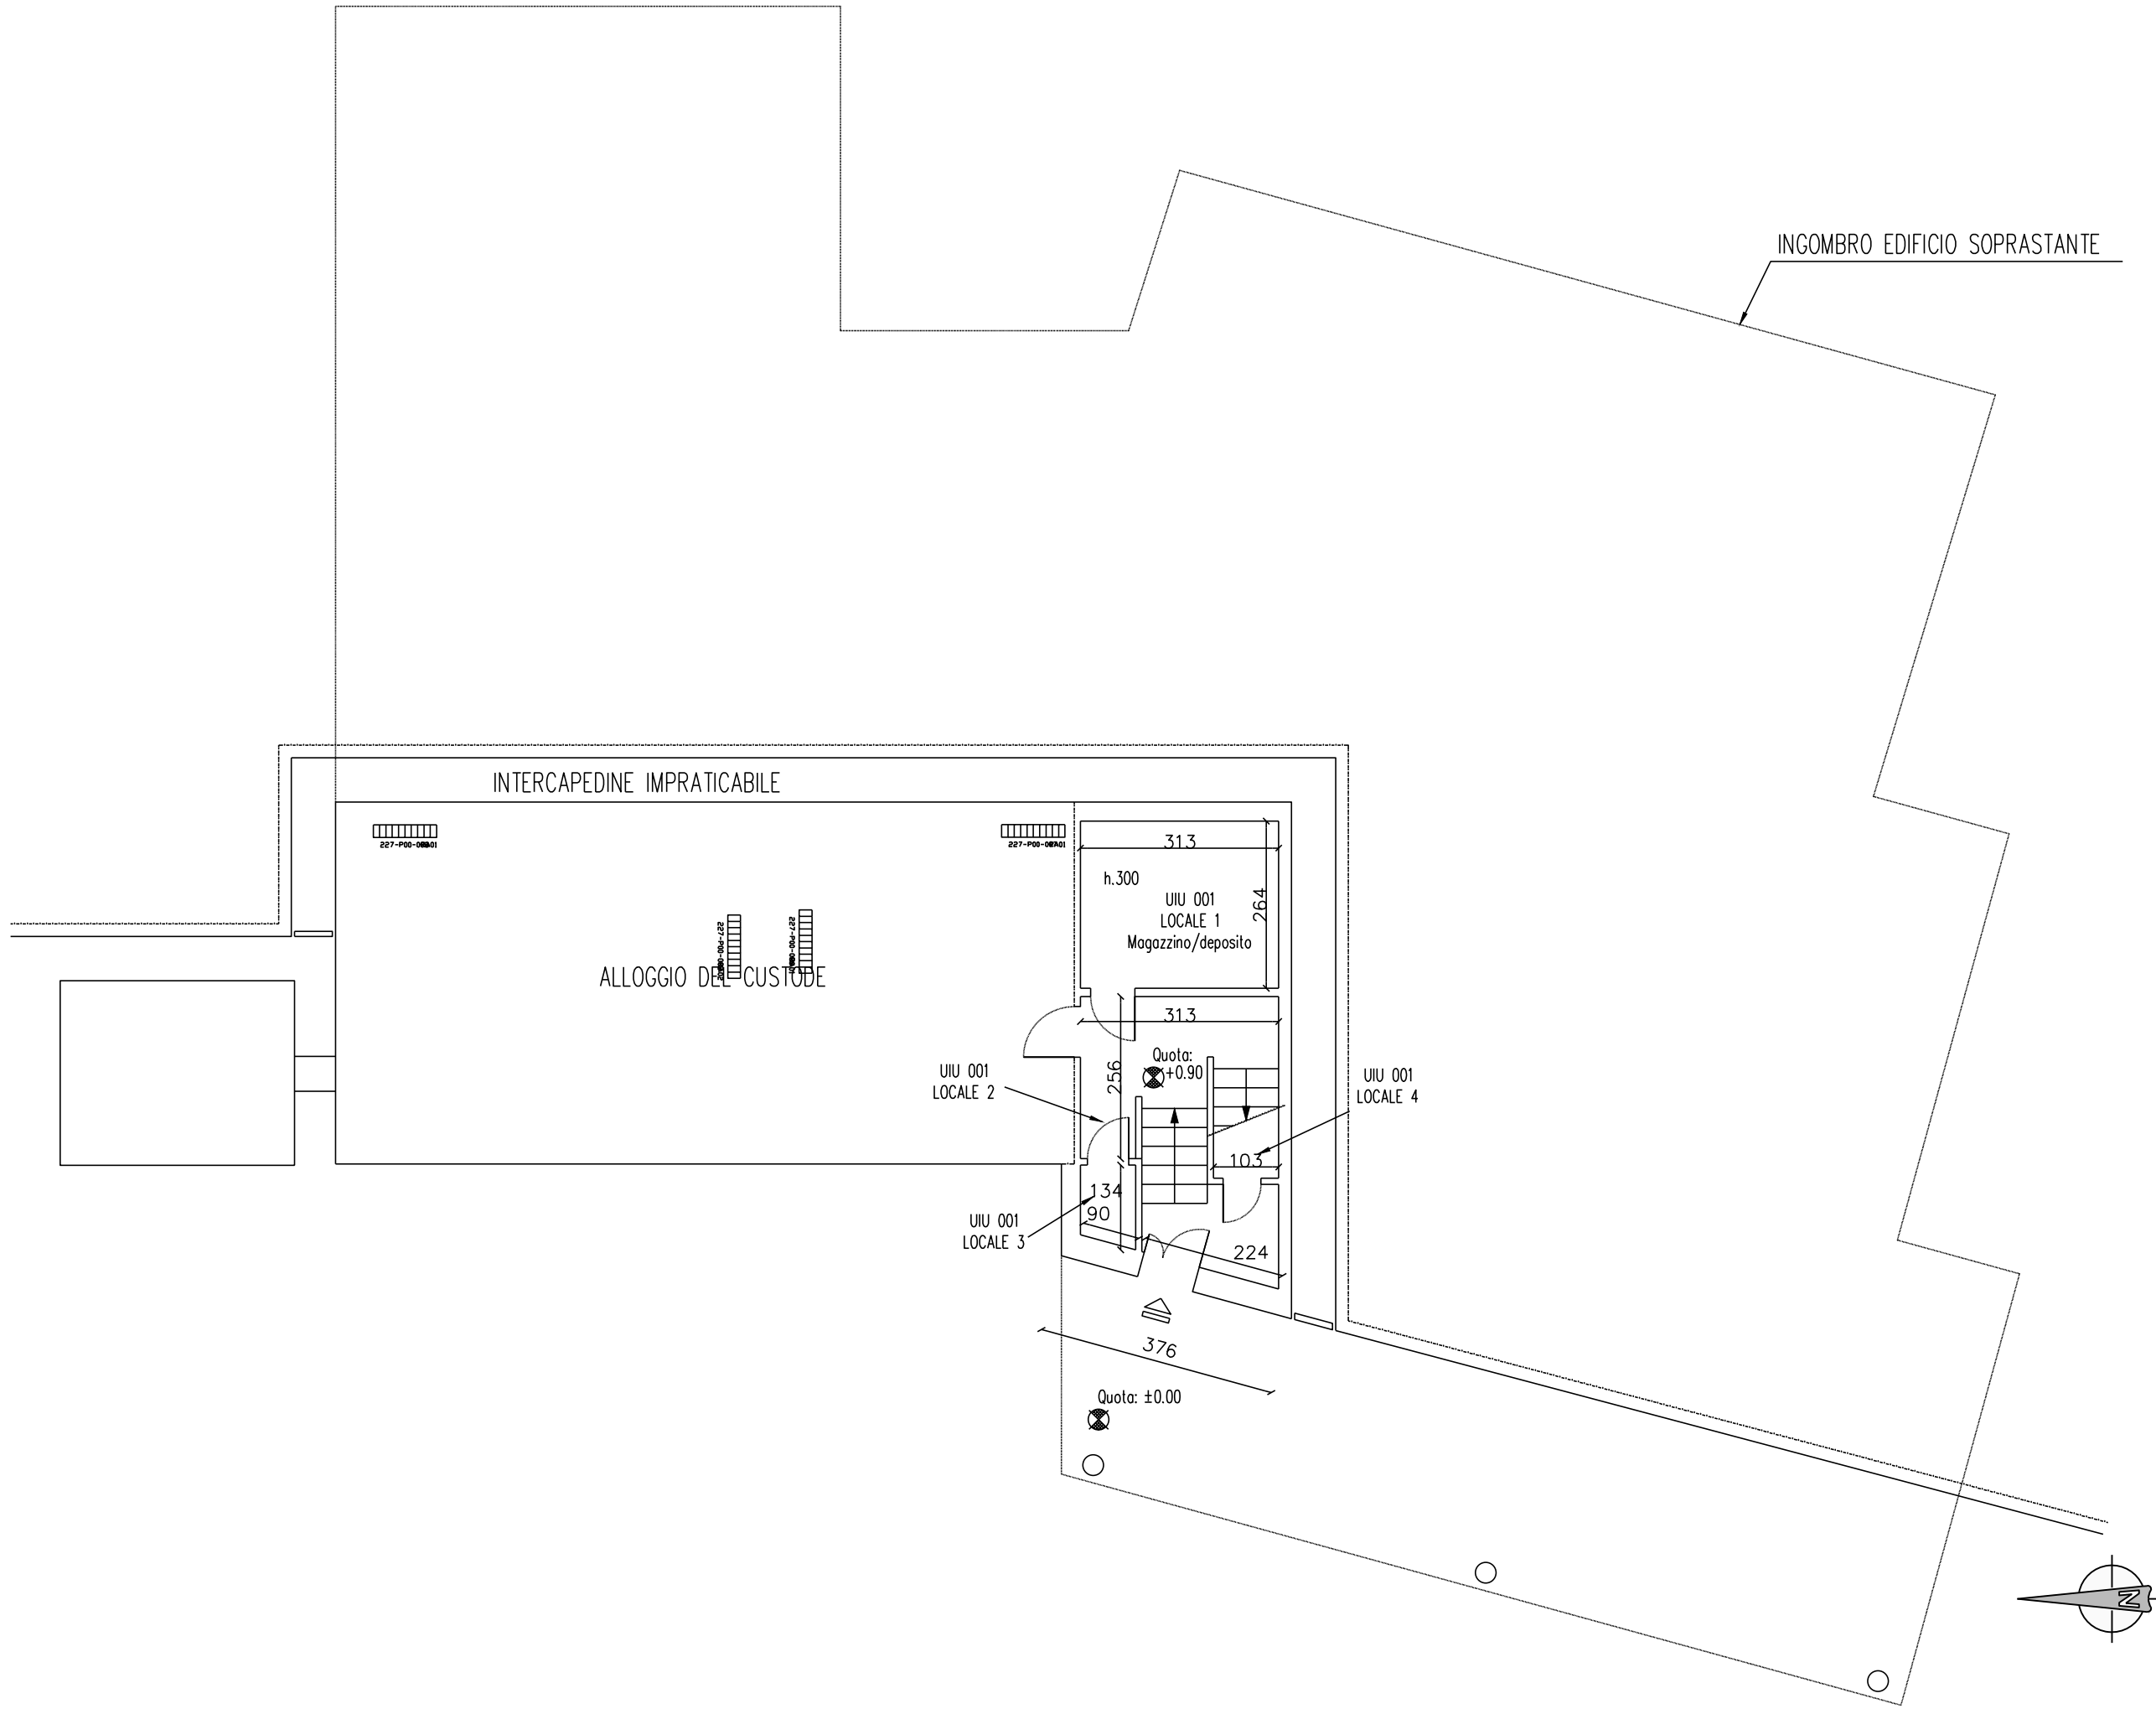 INGOMBRO EDIFICIO SOPRASTANTE
INTERCAPEDINE IMPRATICABILE
313
h.300
UIU 001
LOCALE 1
Magazzino/deposito
264
ALLOGGIO DEL CUSTODE
313
Quota:
+0.90
256
UIU 001
LOCALE 2
UIU 001
LOCALE 4
103
134
90
UIU 001
LOCALE 3
224
376
Quota: ±0.00
N